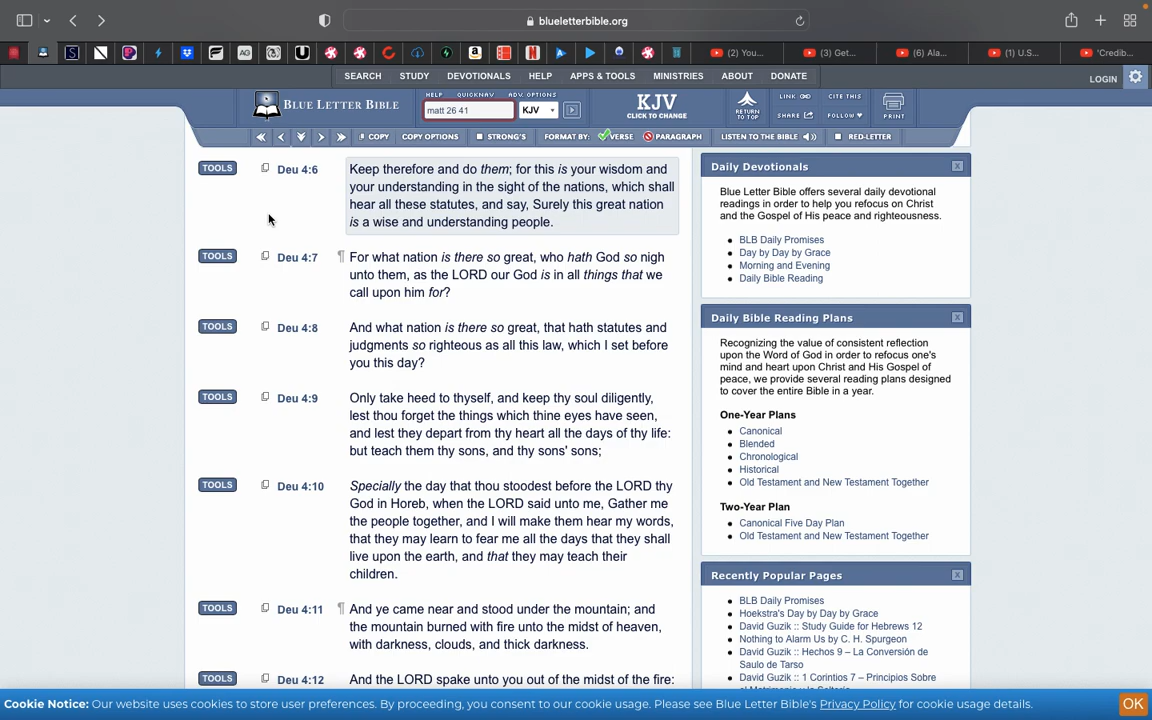 blueletterbible.org
(2) You...
(3) Get...
(6) Ala...
(1) U.S...
'Credib...
SEARCH STUDY DEVOTIONALS HELP APPS & TOOLS MINISTRIES ABOUT DONATE
LOGIN
HELP QUICKNAV ADV. OPTIONS
BLUE LETTER BIBLE
matt 26 41
KJV
KJV
CLICK TO CHANGE
RETURN
TO TOP
LINK
CITE THIS
SHARE
FOLLOW
PRINT
COPY COPY OPTIONS STRONG'S FORMAT BY: VERSE PARAGRAPH LISTEN TO THE BIBLE RED-LETTER
TOOLS Deu 4:6 Keep therefore and do them; for this is your wisdom and
your understanding in the sight of the nations, which shall
hear all these statutes, and say, Surely this great nation
is a wise and understanding people.
TOOLS Deu 4:7 ¶ For what nation is there so great, who hath God so nigh
unto them, as the LORD our God is in all things that we
call upon him for?
TOOLS Deu 4:8 And what nation is there so great, that hath statutes and
judgments so righteous as all this law, which I set before
you this day?
TOOLS Deu 4:9 Only take heed to thyself, and keep thy soul diligently,
lest thou forget the things which thine eyes have seen,
and lest they depart from thy heart all the days of thy life:
but teach them thy sons, and thy sons' sons;
TOOLS Deu 4:10 Specially the day that thou stoodest before the LORD thy
God in Horeb, when the LORD said unto me, Gather me
the people together, and I will make them hear my words,
that they may learn to fear me all the days that they shall
live upon the earth, and that they may teach their
children.
TOOLS Deu 4:11 ¶ And ye came near and stood under the mountain; and
the mountain burned with fire unto the midst of heaven,
with darkness, clouds, and thick darkness.
TOOLS Deu 4:12 And the LORD spake unto you out of the midst of the fire:
Daily Devotionals
Blue Letter Bible offers several daily devotional
readings in order to help you refocus on Christ
and the Gospel of His peace and righteousness.
BLB Daily Promises
Day by Day by Grace
Morning and Evening
Daily Bible Reading
Daily Bible Reading Plans
Recognizing the value of consistent reflection
upon the Word of God in order to refocus one's
mind and heart upon Christ and His Gospel of
peace, we provide several reading plans designed
to cover the entire Bible in a year.
One-Year Plans
Canonical
Blended
Chronological
Historical
Old Testament and New Testament Together
Two-Year Plan
Canonical Five Day Plan
Old Testament and New Testament Together
Recently Popular Pages
BLB Daily Promises
Hoekstra's Day by Day by Grace
David Guzik :: Study Guide for Hebrews 12
Nothing to Alarm Us by C. H. Spurgeon
David Guzik :: Hechos 9 – La Conversión de
Saulo de Tarso
David Guzik :: 1 Corintios 7 – Principios Sobre
Cookie Notice: Our website uses cookies to store user preferences. By proceeding, you consent to our cookie usage. Please see Blue Letter Bible's Privacy Policy for cookie usage details.
OK